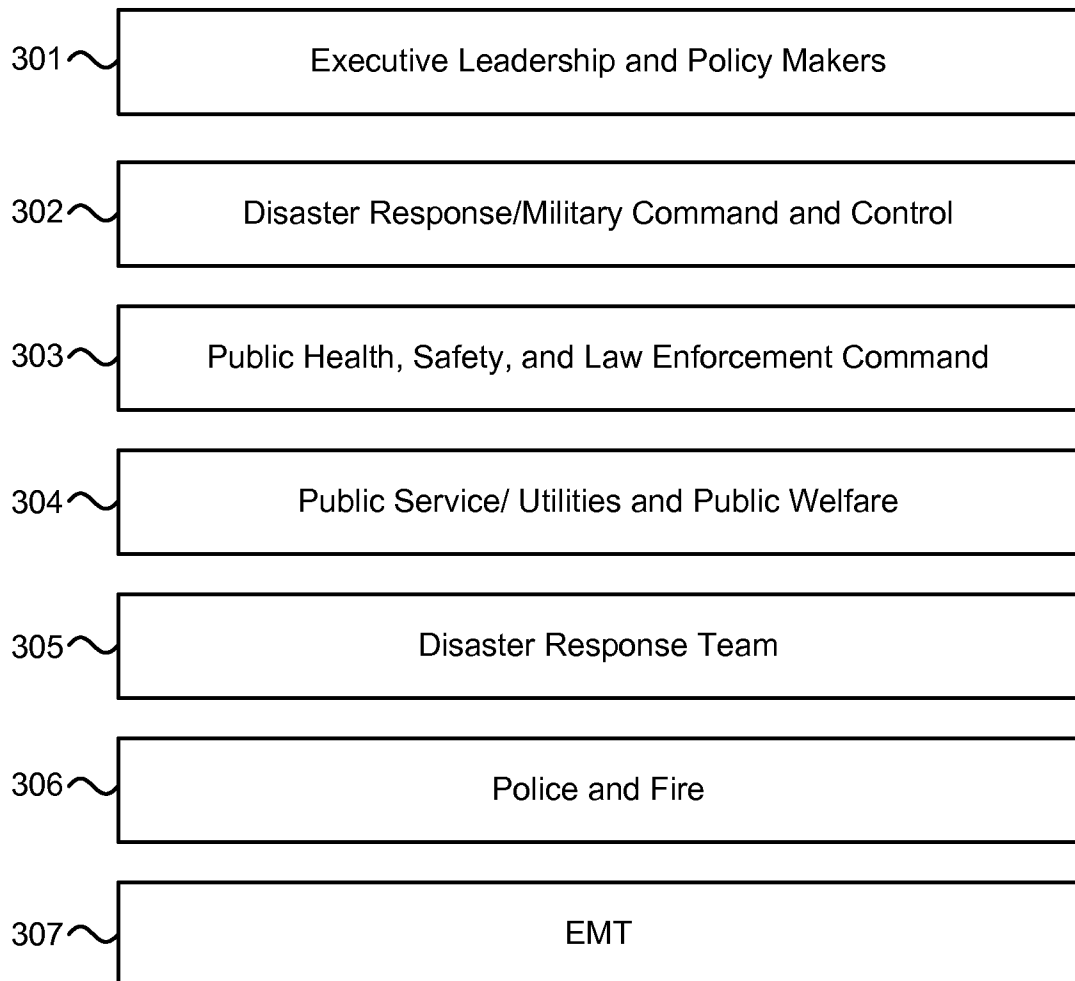 301 Executive Leadership and Policy Makers
302 Disaster Response/Military Command and Control
303 Public Health, Safety, and Law Enforcement Command
304 Public Service/ Utilities and Public Welfare
305 Disaster Response Team
306 Police and Fire
307 EMT